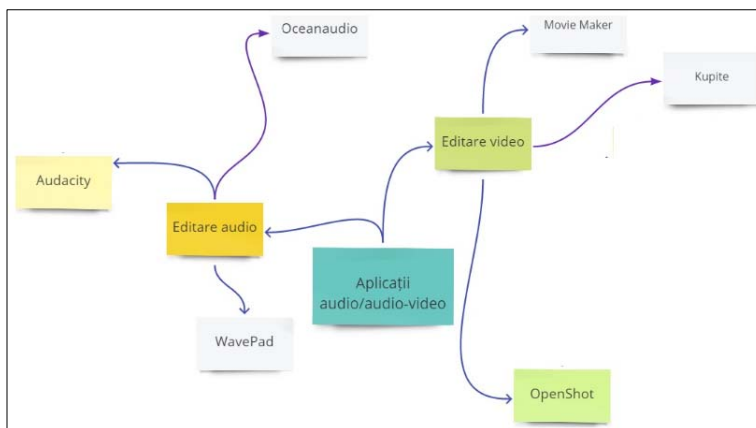 Oceanaudio
Movie Maker
Kupite
Editare video
Audacity
Editare audio
Aplicații
audio/audio-video
WavePad
OpenShot